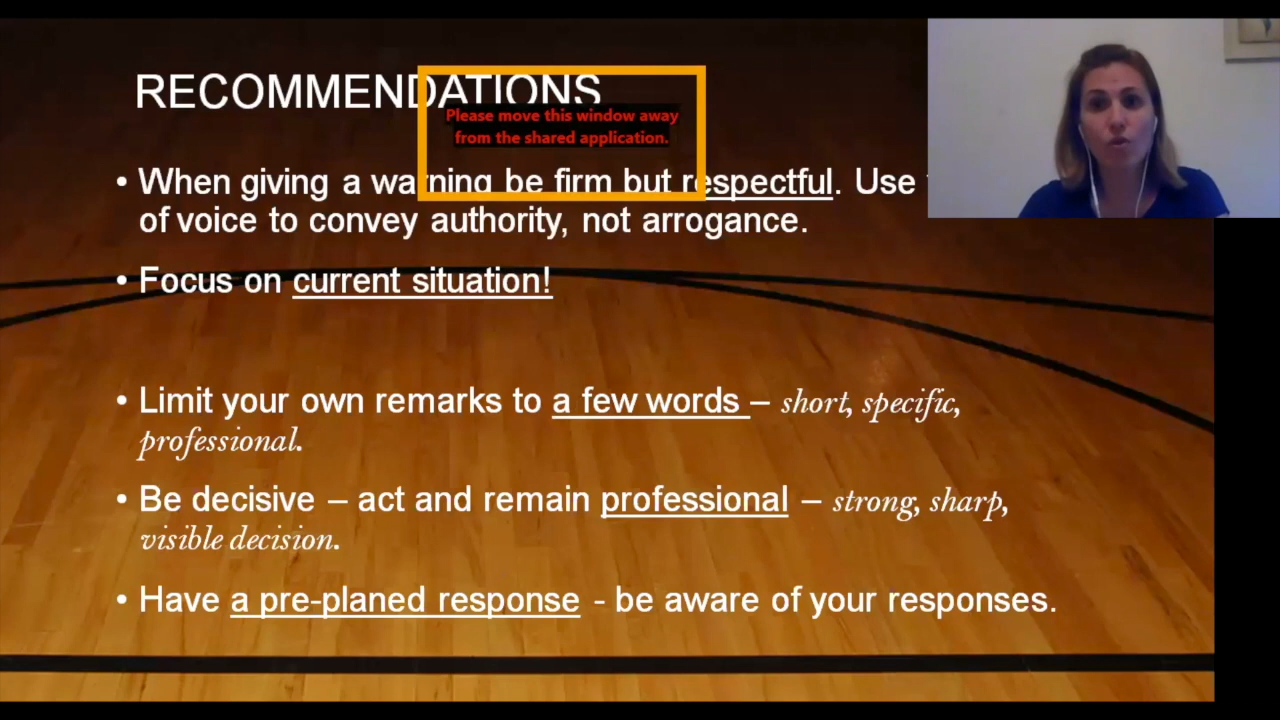 RECOMMENDATIONS
Please move this window away
from the shared application.
• When giving a warning be firm but respectful. Use
of voice to convey authority, not arrogance.
• Focus on current situation!
• Limit your own remarks to a few words – short, specific,
professional.
• Be decisive – act and remain professional – strong, sharp,
visible decision.
• Have a pre-planed response - be aware of your responses.